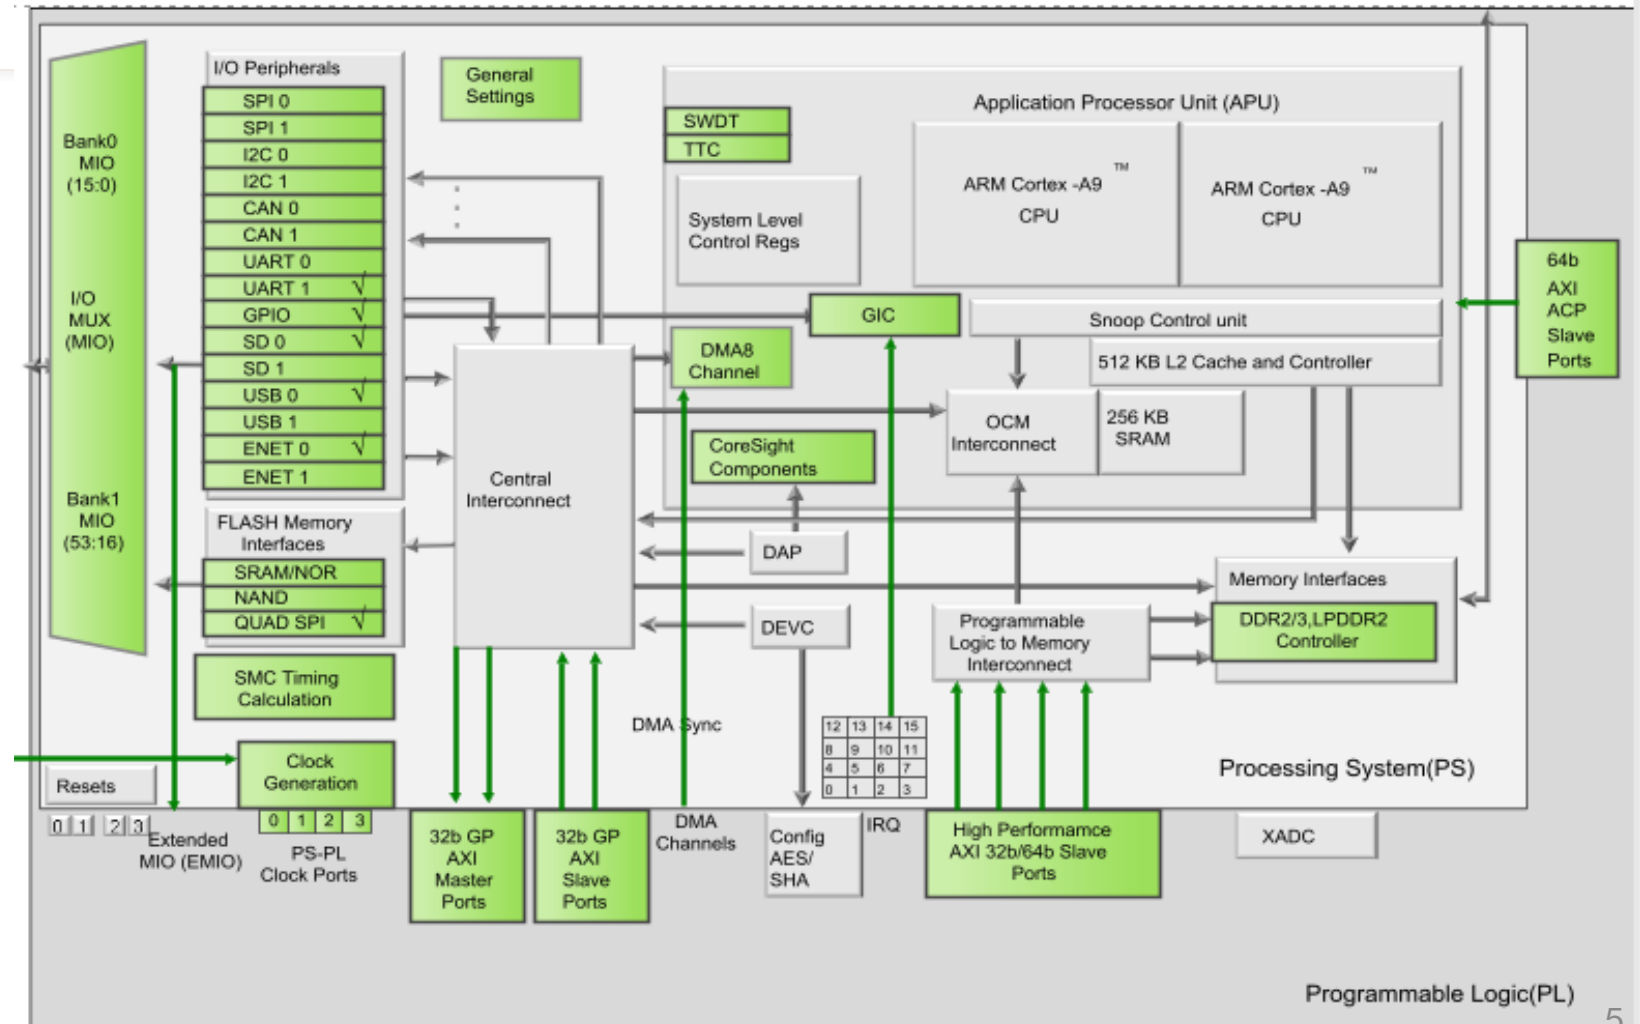 I/O Peripherals
SPI 0
SPI 1
I2C 0
I2C 1
CAN 0
CAN 1
UART 0
UART 1 √
GPIO √
SD 0 √
SD 1
USB 0 √
USB 1
ENET 0 √
ENET 1
Bank0
MIO
(15:0)
I/O
MUX
(MIO)
Bank1
MIO
(53:16)
FLASH Memory
Interfaces
SRAM/NOR
NAND
QUAD SPI √
SMC Timing
Calculation
Clock
Generation
Resets
0 1 2 3
Extended
MIO (EMIO)
0 1 2 3
PS-PL
Clock Ports
General
Settings
Central
Interconnect
32b GP
AXI
Master
Ports
32b GP
AXI
Slave
Ports
Application Processor Unit (APU)
SWDT
TTC
System Level
Control Regs
ARM Cortex -A9 ™
CPU
ARM Cortex -A9 ™
CPU
GIC
Snoop Control unit
DMA8
Channel
512 KB L2 Cache and Controller
OCM
Interconnect
256 KB
SRAM
CoreSight
Components
DAP
DEVC
Memory Interfaces
DDR2/3,LPDDR2
Controller
Programmable
Logic to Memory
Interconnect
64b
AXI
ACP
Slave
Ports
DMA Sync
12 13 14 15
8 9 10 11
4 5 6 7
0 1 2 3
Processing System(PS)
DMA
Channels
Config
AES/
SHA
IRQ
High Performamce
AXI 32b/64b Slave
Ports
XADC
Programmable Logic(PL)
5